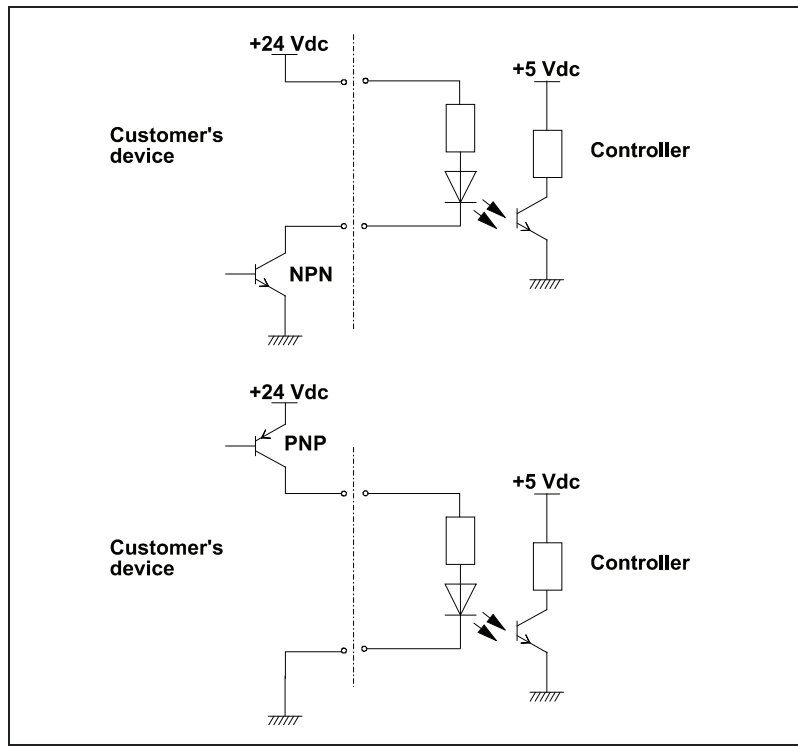 +24 Vdc
+5 Vdc
Customer's
device
Controller
NPN
+24 Vdc
PNP
+5 Vdc
Customer's
device
Controller